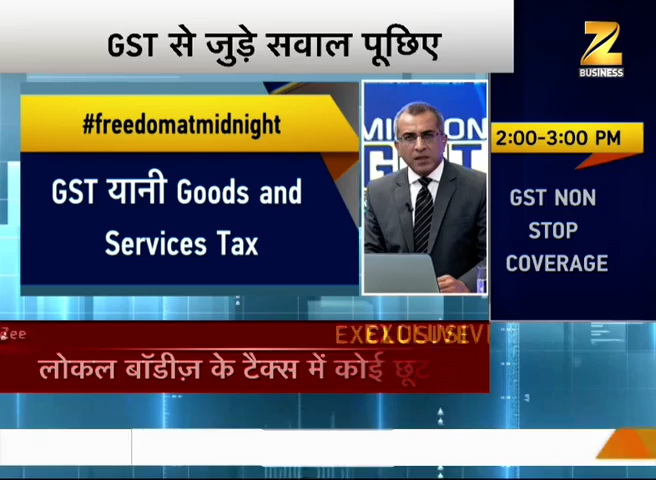 GST से जुड़े सवाल पूछिए
Z
BUSINESS
#freedomatmidnight
GST यानी Goods and
Services Tax
2:00-3:00 PM
GST NON
STOP
COVERAGE
Zee
EXCLUSIVE
लोकल बॉडीज़ के टैक्स में कोई छूट